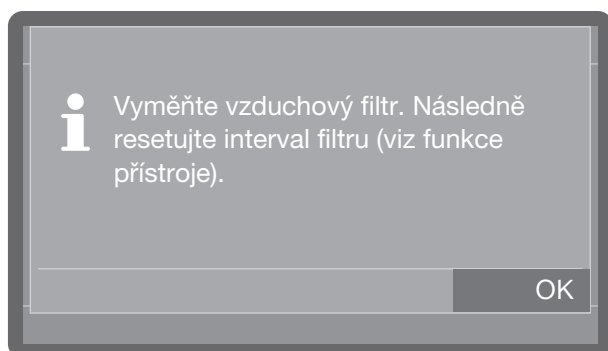 Vyměňte vzduchový filtr. Následně
resetujte interval filtru (viz funkce
přístroje).
OK